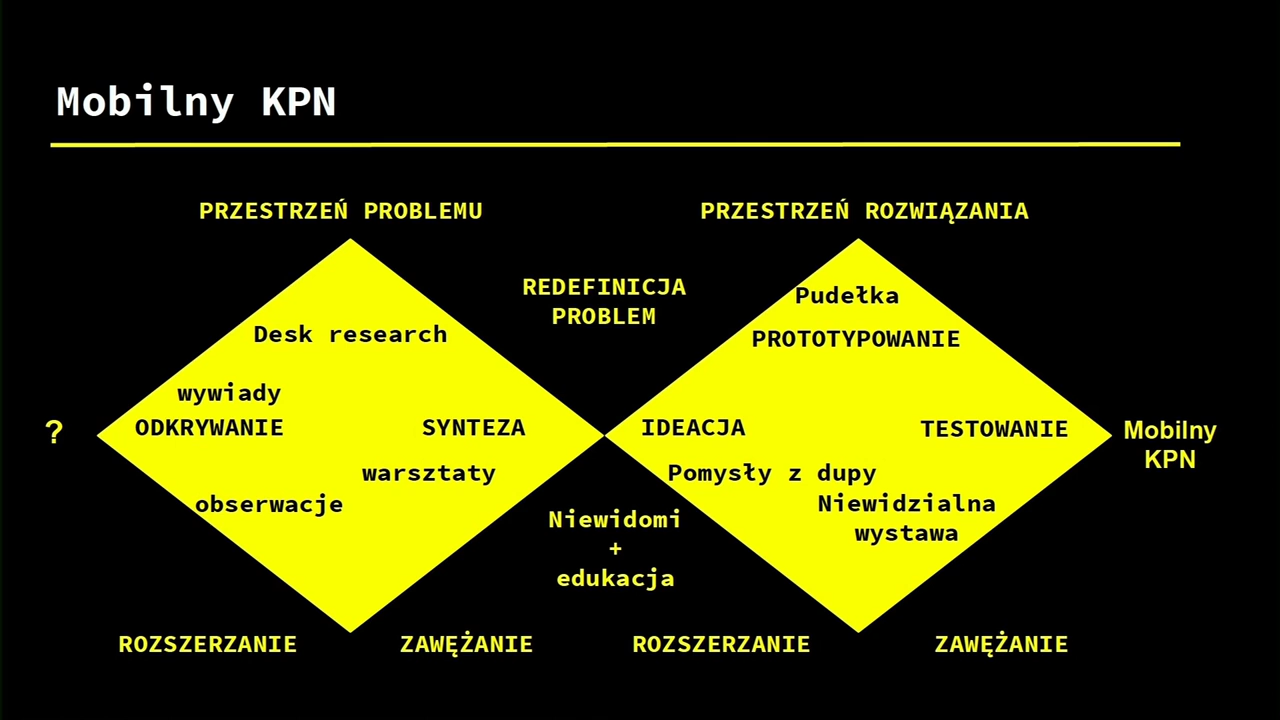 Mobilny KPN
PRZESTRZEŃ PROBLEMU
PRZESTRZEŃ ROZWIĄZANIA
REDEFINICJA
PROBLEM
Desk research
wywiady
ODKRYWANIE
SYNTEZA
warsztaty
obserwacje
?
Niewidomi
+
edukacja
Pudełka
PROTOTYPOWANIE
IDEACJA
TESTOWANIE
Pomysły z dupy
Niewidzialna
wystawa
Mobilny
KPN
ROZSZERZANIE
ZAWĘŻANIE
ROZSZERZANIE
ZAWĘŻANIE